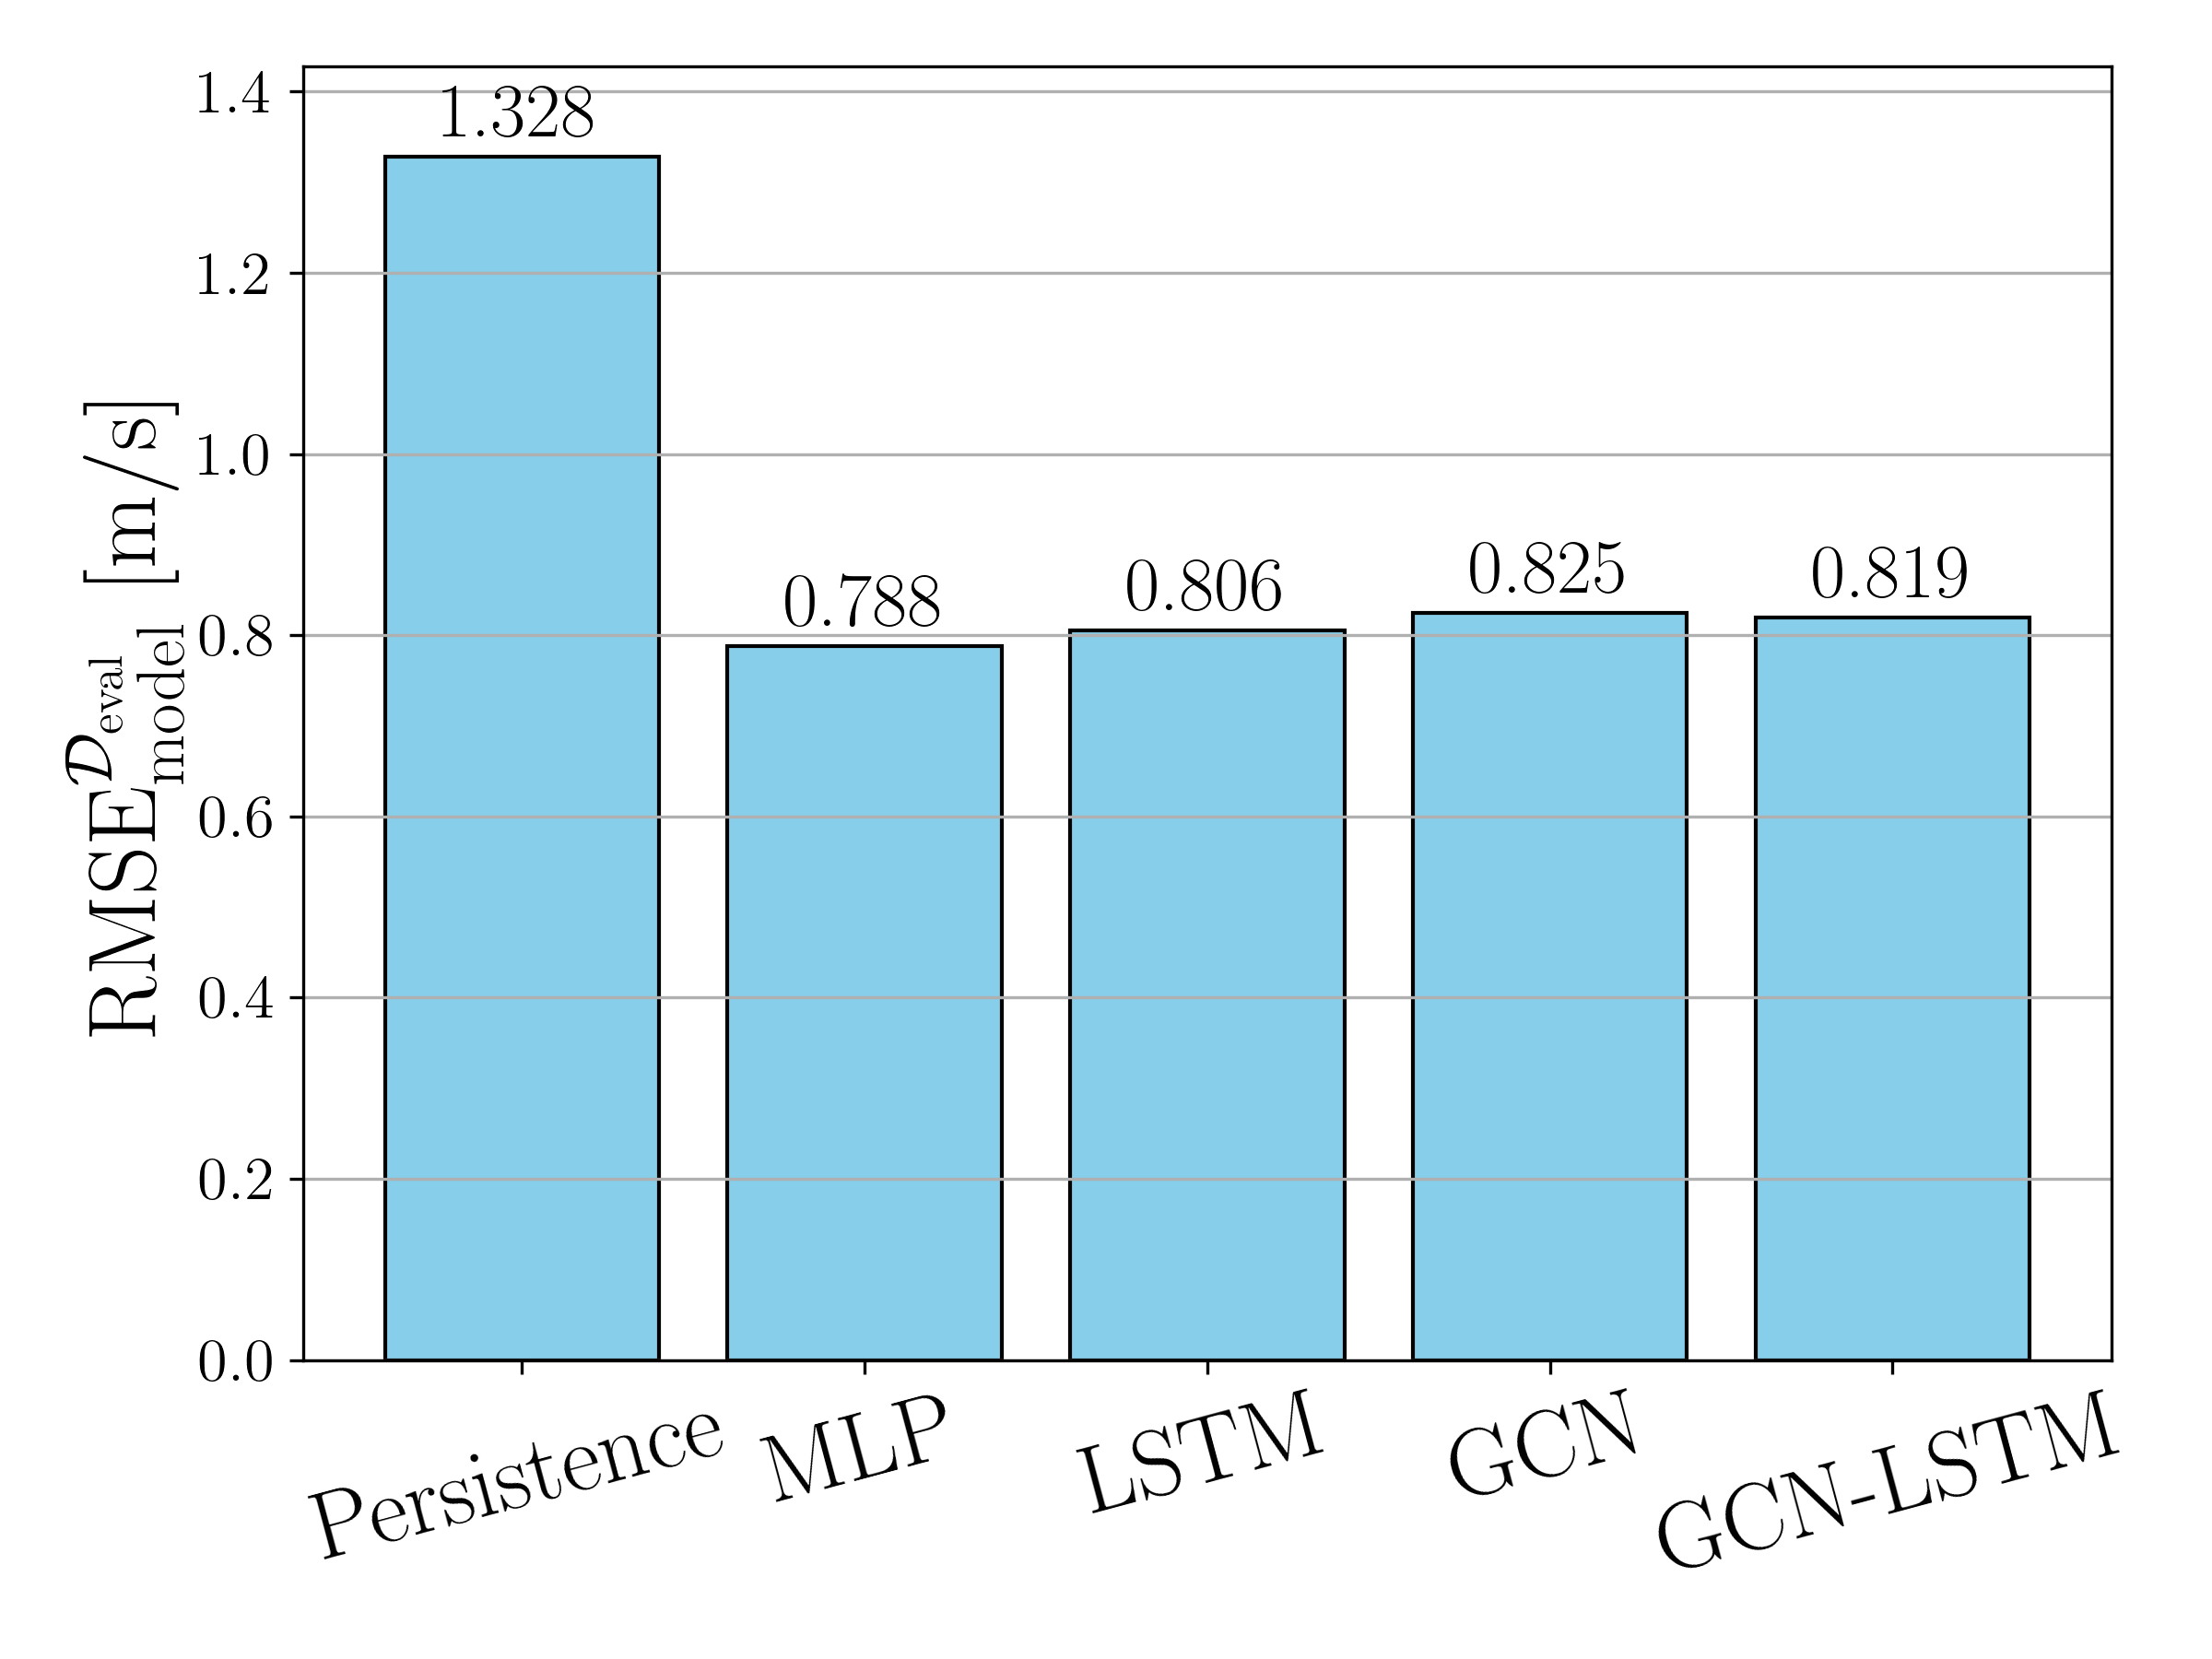 RMSE^{𝒟^{eval}}_{model} [m/s]
1.4
1.2
1.0
0.8
0.6
0.4
0.2
0.0
1.328
0.788
0.806
0.825
0.819
Persistence
MLP
LSTM
GCN
GCN-LSTM